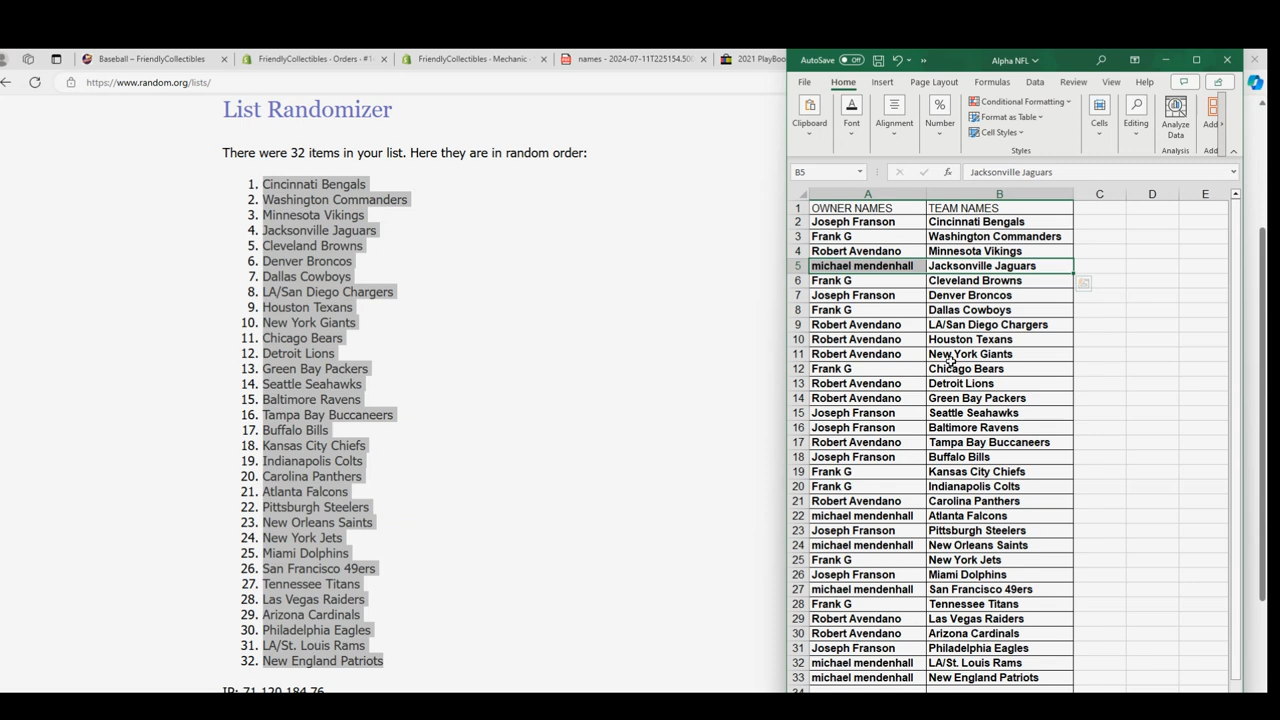 Baseball – FriendlyCollectibles
FriendlyCollectibles - Orders - #1
FriendlyCollectibles - Mechanic -
names - 2024-07-11T225154.50
2021 PlayBoo
https://www.random.org/lists/
List Randomizer
There were 32 items in your list. Here they are in random order:
1. Cincinnati Bengals
2. Washington Commanders
3. Minnesota Vikings
4. Jacksonville Jaguars
5. Cleveland Browns
6. Denver Broncos
7. Dallas Cowboys
8. LA/San Diego Chargers
9. Houston Texans
10. New York Giants
11. Chicago Bears
12. Detroit Lions
13. Green Bay Packers
14. Seattle Seahawks
15. Baltimore Ravens
16. Tampa Bay Buccaneers
17. Buffalo Bills
18. Kansas City Chiefs
19. Indianapolis Colts
20. Carolina Panthers
21. Atlanta Falcons
22. Pittsburgh Steelers
23. New Orleans Saints
24. New York Jets
25. Miami Dolphins
26. San Francisco 49ers
27. Tennessee Titans
28. Las Vegas Raiders
29. Arizona Cardinals
30. Philadelphia Eagles
31. LA/St. Louis Rams
32. New England Patriots
IP: 71.120.184.76
AutoSave Off » Alpha NFL
File Home Insert Page Layout Formulas Data Review View Help
Clipboard Font Alignment Number Conditional Formatting Format as Table Cell Styles Styles Cells Editing Analyze Data Analysis Add
B5 fx Jacksonville Jaguars
A B C D E
1 OWNER NAMES TEAM NAMES
2 Joseph Franson Cincinnati Bengals
3 Frank G Washington Commanders
4 Robert Avendano Minnesota Vikings
5 michael mendenhall Jacksonville Jaguars
6 Frank G Cleveland Browns
7 Joseph Franson Denver Broncos
8 Frank G Dallas Cowboys
9 Robert Avendano LA/San Diego Chargers
10 Robert Avendano Houston Texans
11 Robert Avendano New York Giants
12 Frank G Chicago Bears
13 Robert Avendano Detroit Lions
14 Robert Avendano Green Bay Packers
15 Joseph Franson Seattle Seahawks
16 Joseph Franson Baltimore Ravens
17 Robert Avendano Tampa Bay Buccaneers
18 Joseph Franson Buffalo Bills
19 Frank G Kansas City Chiefs
20 Frank G Indianapolis Colts
21 Robert Avendano Carolina Panthers
22 michael mendenhall Atlanta Falcons
23 Joseph Franson Pittsburgh Steelers
24 michael mendenhall New Orleans Saints
25 Frank G New York Jets
26 Joseph Franson Miami Dolphins
27 michael mendenhall San Francisco 49ers
28 Frank G Tennessee Titans
29 Robert Avendano Las Vegas Raiders
30 Robert Avendano Arizona Cardinals
31 Joseph Franson Philadelphia Eagles
32 michael mendenhall LA/St. Louis Rams
33 michael mendenhall New England Patriots